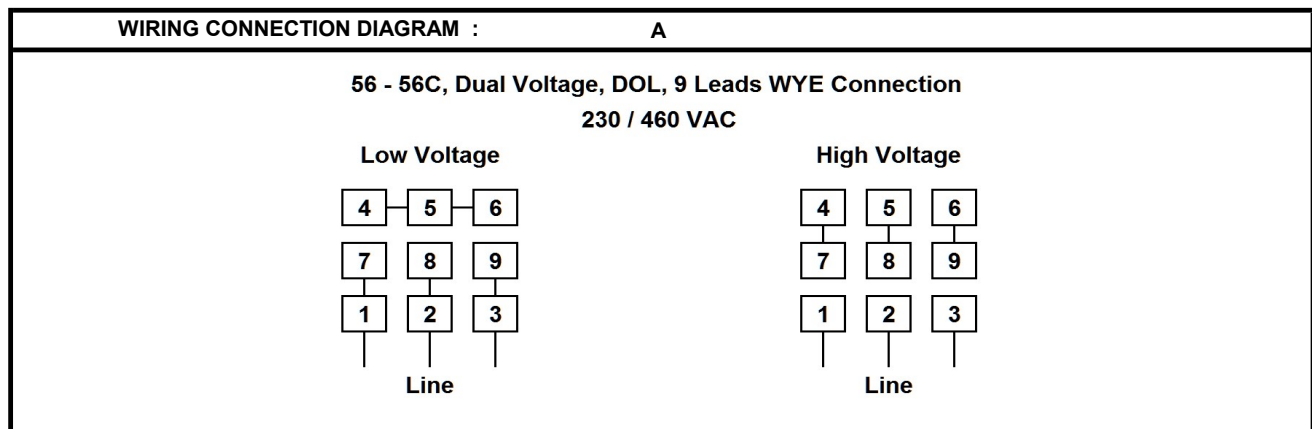 WIRING CONNECTION DIAGRAM : A
56 - 56C, Dual Voltage, DOL, 9 Leads WYE Connection
230 / 460 VAC
Low Voltage High Voltage
4 5 6 4 5 6
7 8 9 7 8 9
1 2 3 1 2 3
Line Line